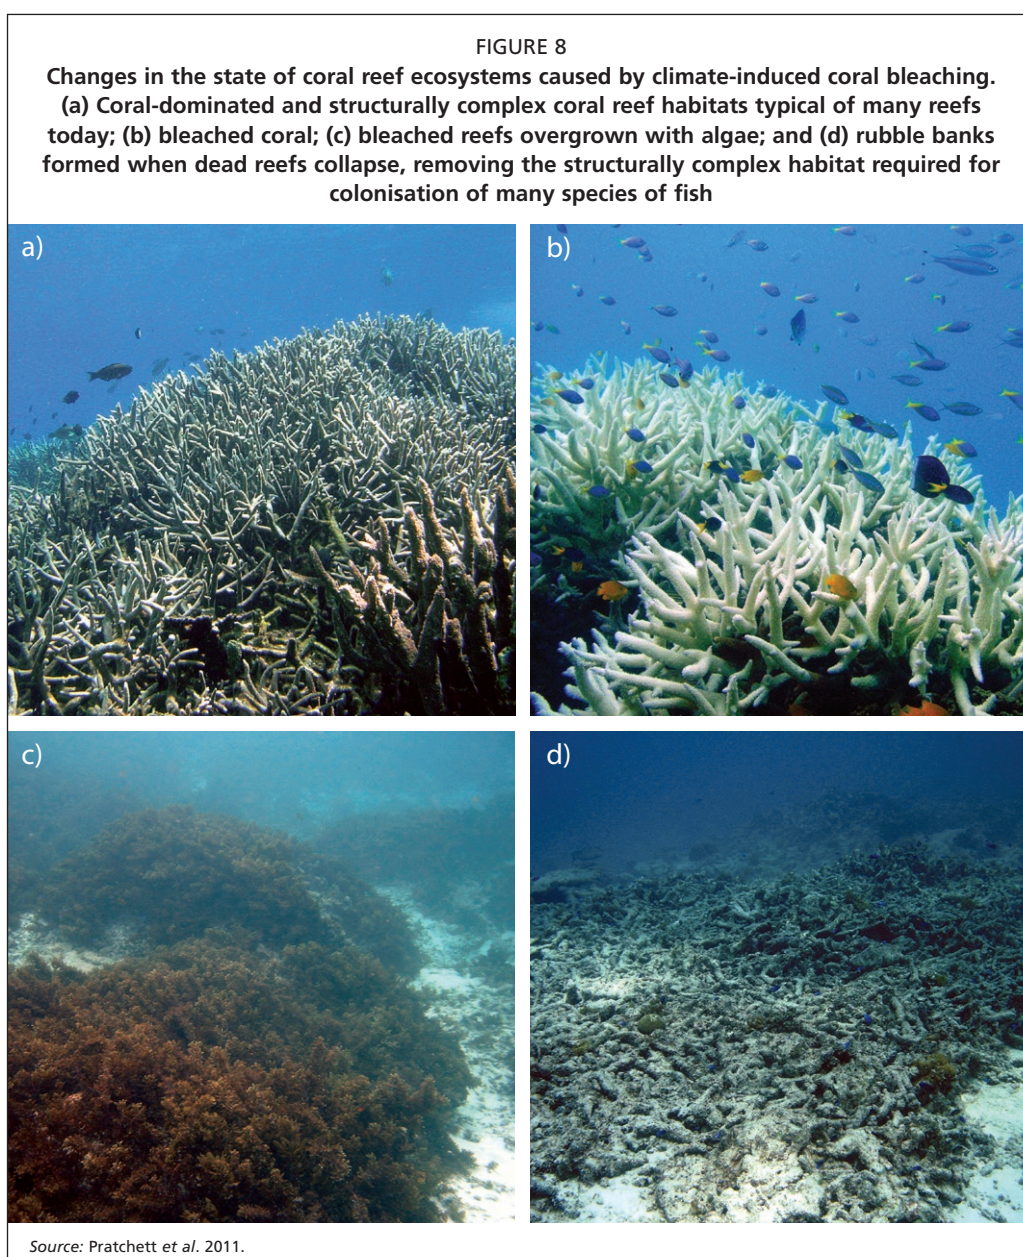 FIGURE 8
Changes in the state of coral reef ecosystems caused by climate-induced coral bleaching.
(a) Coral-dominated and structurally complex coral reef habitats typical of many reefs
today; (b) bleached coral; (c) bleached reefs overgrown with algae; and (d) rubble banks
formed when dead reefs collapse, removing the structurally complex habitat required for
colonisation of many species of fish
a)
b)
c)
d)
Source: Pratchett et al. 2011.